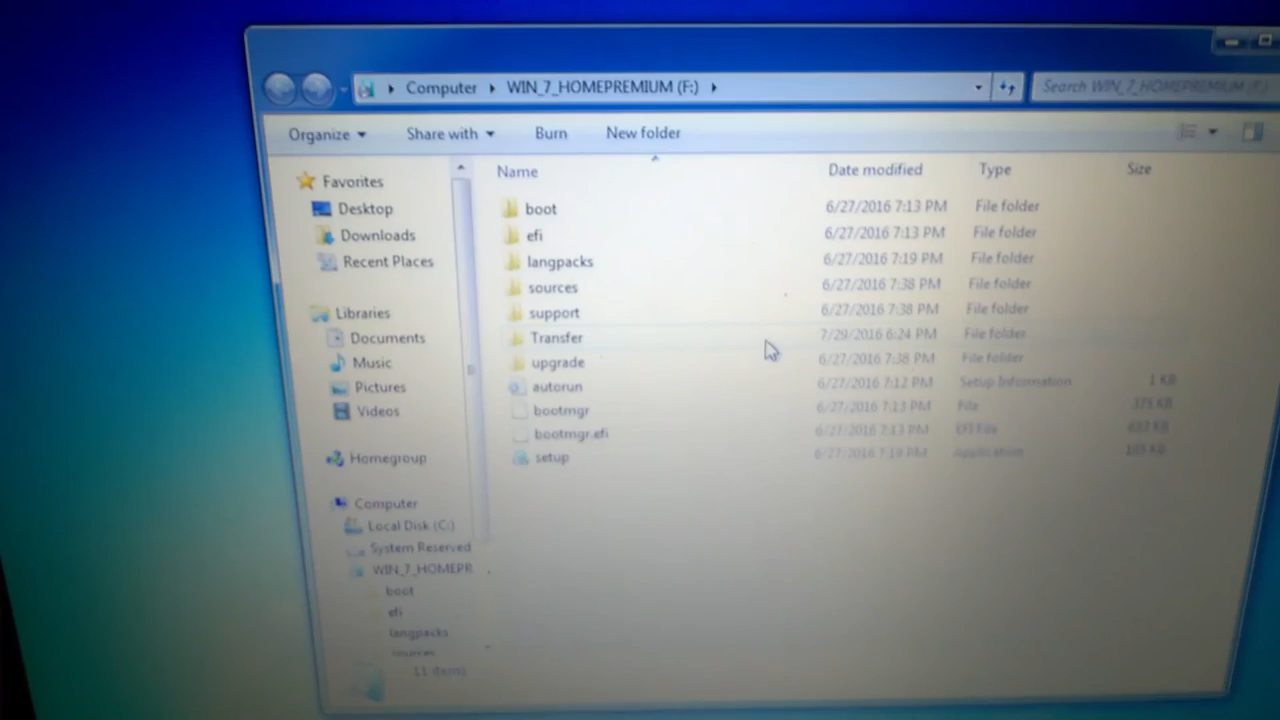 Computer WIN_7_HOMEPREMIUM (F:) Search WIN_7_HOMEPREMIUM (F:)
Organize Share with Burn New folder
Name Date modified Type Size
Favorites
Desktop
Downloads
Recent Places
Libraries
Documents
Music
Pictures
Videos
Homegroup
Computer
Local Disk (C:)
System Reserved
WIN_7_HOMEPR
boot
efi
langpacks
sources
11 items
boot 6/27/2016 7:13 PM File folder
efi 6/27/2016 7:13 PM File folder
langpacks 6/27/2016 7:19 PM File folder
sources 6/27/2016 7:38 PM File folder
support 6/27/2016 7:38 PM File folder
Transfer 7/29/2016 6:24 PM File folder
upgrade 6/27/2016 7:38 PM File folder
autorun 6/27/2016 7:12 PM Setup Information 1 KB
bootmgr 6/27/2016 7:13 PM File 375 KB
bootmgr.efi 6/27/2016 7:13 PM EFI File KB
setup 6/27/2016 7:19 PM Application KB